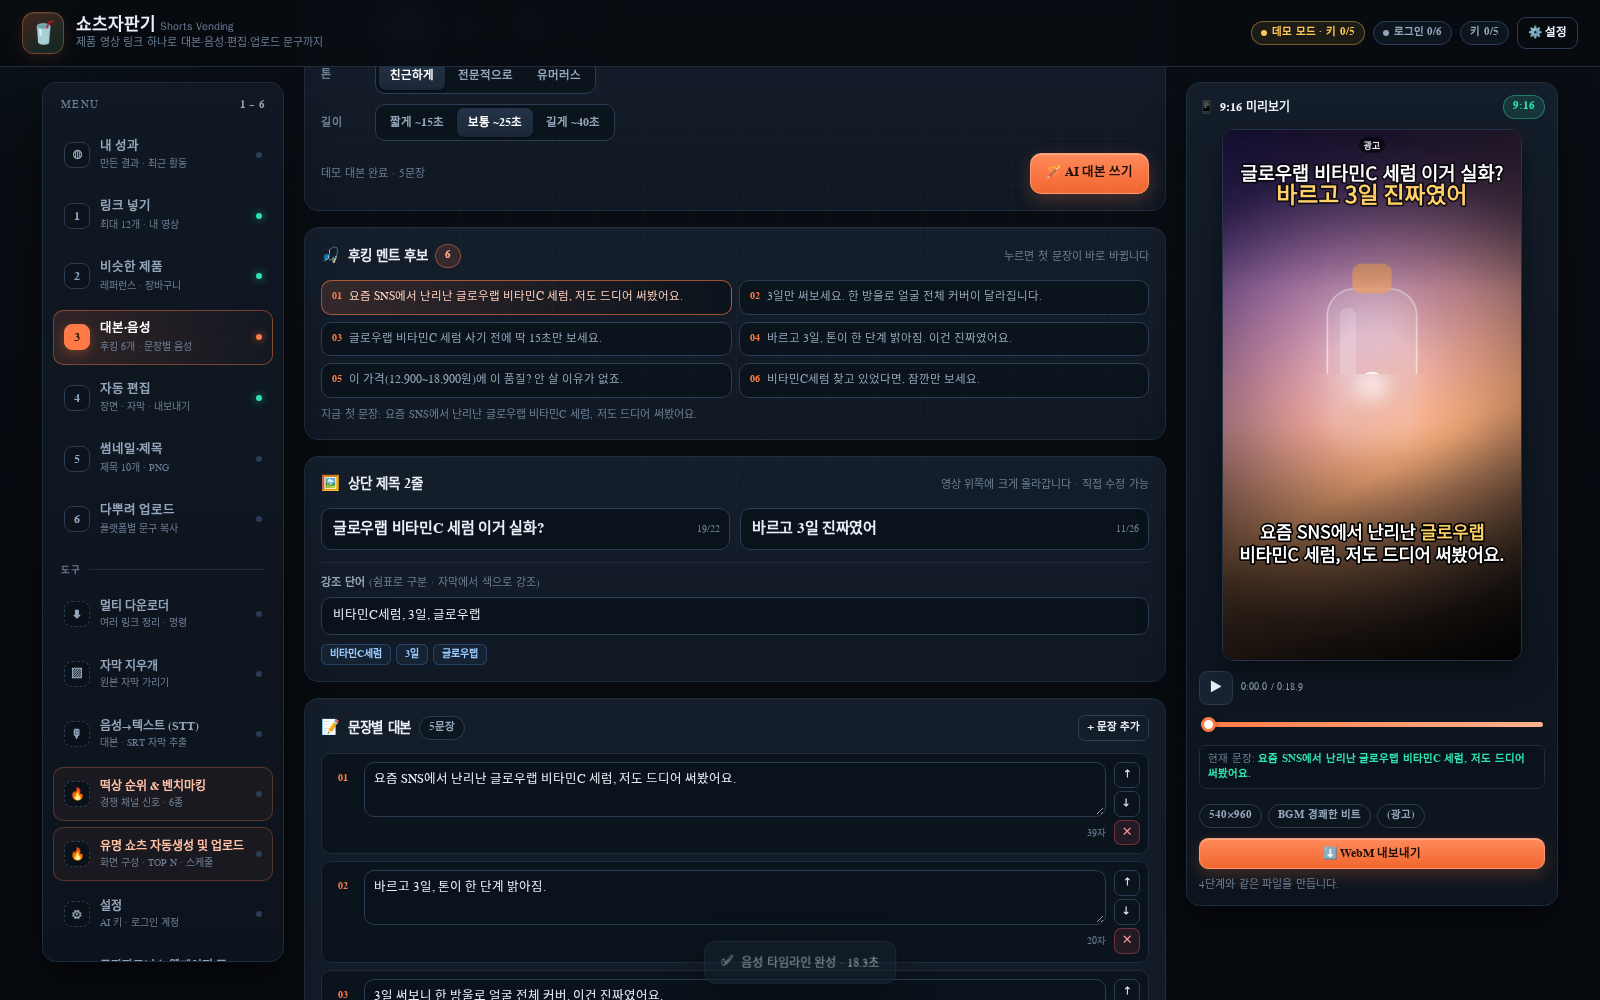 쇼츠자판기 Shorts Vending
제품 영상 링크 하나로 대본·음성·편집·업로드 문구까지
데모 모드 · 키 0/5
로그인 0/6
키 0/5
설정
MENU
1 – 6
내 성과
만든 결과 · 최근 활동
1
링크 넣기
최대 12개 · 내 영상
2
비슷한 제품
레퍼런스 · 장바구니
3
대본·음성
후킹 6개 · 문장별 음성
4
자동 편집
장면 · 자막 · 내보내기
5
썸네일·제목
제목 10개 · PNG
6
다뿌려 업로드
플랫폼별 문구 복사
도구
멀티 다운로더
여러 링크 정리 · 명령
자막 지우개
원본 자막 가리기
음성→텍스트 (STT)
대본 · SRT 자막 추출
떡상 순위 & 벤치마킹
경쟁 채널 신호 · 6종
유명 쇼츠 자동생성 및 업로드
화면 구성 · TOP N · 스케줄
설정
AI 키 · 로그인 계정
톤
친근하게
전문적으로
유머러스
길이
짧게 ~15초
보통 ~25초
길게 ~40초
데모 대본 완료 · 5문장
AI 대본 쓰기
후킹 멘트 후보
6
누르면 첫 문장이 바로 바뀝니다
01 요즘 SNS에서 난리난 글로우랩 비타민C 세럼, 저도 드디어 써봤어요.
02 3일만 써보세요. 한 방울로 얼굴 전체 커버이 달라집니다.
03 글로우랩 비타민C 세럼 사기 전에 딱 15초만 보세요.
04 바르고 3일, 톤이 한 단계 밝아짐. 이건 진짜였어요.
05 이 가격(12,900~18,900원)에 이 품질? 안 살 이유가 없죠.
06 비타민C세럼 찾고 있었다면, 잠깐만 보세요.
지금 첫 문장: 요즘 SNS에서 난리난 글로우랩 비타민C 세럼, 저도 드디어 써봤어요.
상단 제목 2줄
영상 위쪽에 크게 올라갑니다 · 직접 수정 가능
글로우랩 비타민C 세럼 이거 실화?
19/22
바르고 3일 진짜였어
11/26
강조 단어 (쉼표로 구분 · 자막에서 색으로 강조)
비타민C세럼, 3일, 글로우랩
비타민C세럼
3일
글로우랩
문장별 대본
5문장
+ 문장 추가
01
요즘 SNS에서 난리난 글로우랩 비타민C 세럼, 저도 드디어 써봤어요.
↑
↓
39자
✕
02
바르고 3일, 톤이 한 단계 밝아짐.
↑
↓
20자
✕
음성 타임라인 완성 · 18.3초
03
3일 써보니 한 방울로 얼굴 전체 커버. 이건 진짜였어요.
↑
9:16 미리보기
9:16
광고
글로우랩 비타민C 세럼 이거 실화?
바르고 3일 진짜였어
요즘 SNS에서 난리난 글로우랩
비타민C 세럼, 저도 드디어 써봤어요.
0:00.0 / 0:18.9
현재 문장: 요즘 SNS에서 난리난 글로우랩 비타민C 세럼, 저도 드디어
써봤어요.
540×960
BGM 경쾌한 비트
(광고)
WebM 내보내기
4단계와 같은 파일을 만듭니다.